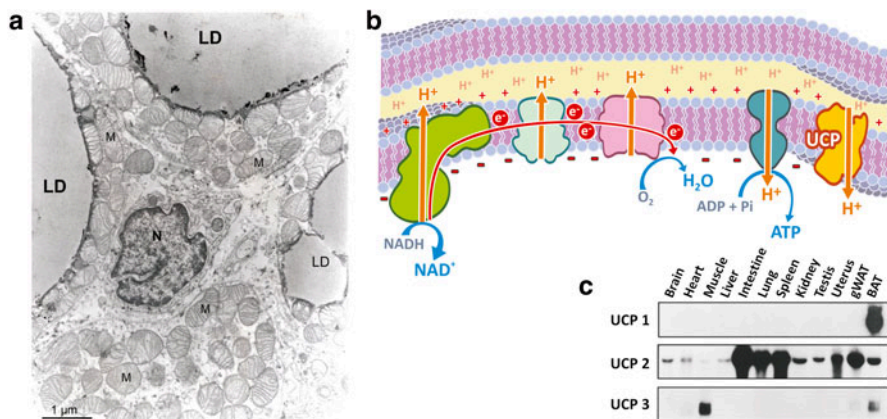 a
LD
M
M
LD
N
LD
M
M
1 µm
b
H⁺ H⁺ H⁺ H⁺
H⁺ H⁺ H⁺ H⁺ H⁺ H⁺ H⁺
e⁻ e⁻ e⁻ e⁻
UCP
O₂
H₂O
ADP + Pi
H⁺
H⁺
NADH
ATP
NAD⁺
c
Brain Heart Muscle Liver Intestine Lung Spleen Kidney Testis Uterus gWAT BAT
UCP 1
UCP 2
UCP 3